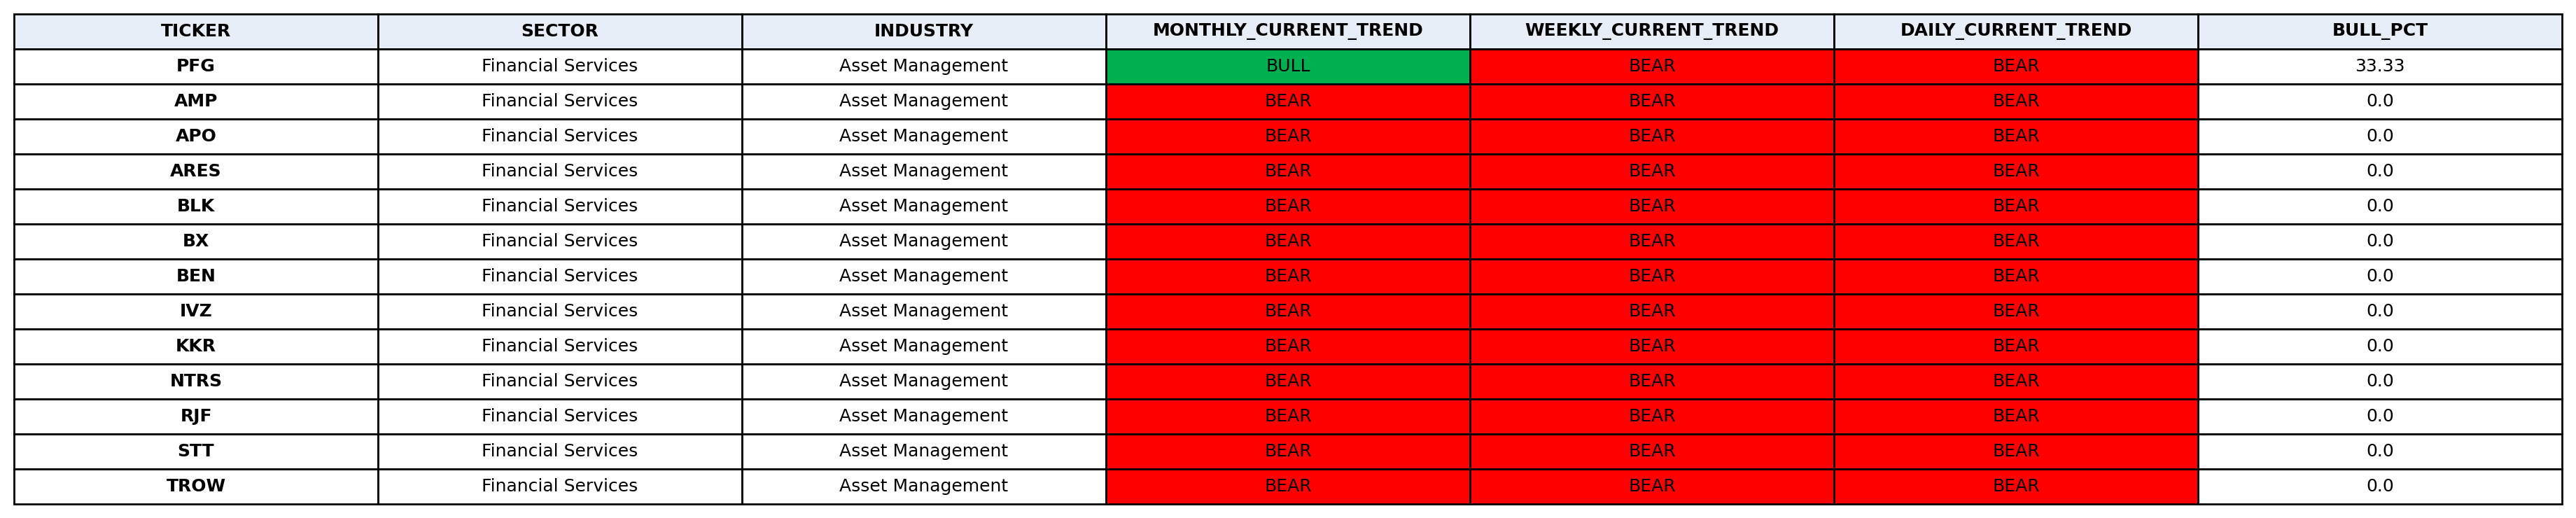 TICKER SECTOR INDUSTRY MONTHLY_CURRENT_TREND WEEKLY_CURRENT_TREND DAILY_CURRENT_TREND BULL_PCT
PFG Financial Services Asset Management BULL BEAR BEAR 33.33
AMP Financial Services Asset Management BEAR BEAR BEAR 0.0
APO Financial Services Asset Management BEAR BEAR BEAR 0.0
ARES Financial Services Asset Management BEAR BEAR BEAR 0.0
BLK Financial Services Asset Management BEAR BEAR BEAR 0.0
BX Financial Services Asset Management BEAR BEAR BEAR 0.0
BEN Financial Services Asset Management BEAR BEAR BEAR 0.0
IVZ Financial Services Asset Management BEAR BEAR BEAR 0.0
KKR Financial Services Asset Management BEAR BEAR BEAR 0.0
NTRS Financial Services Asset Management BEAR BEAR BEAR 0.0
RJF Financial Services Asset Management BEAR BEAR BEAR 0.0
STT Financial Services Asset Management BEAR BEAR BEAR 0.0
TROW Financial Services Asset Management BEAR BEAR BEAR 0.0